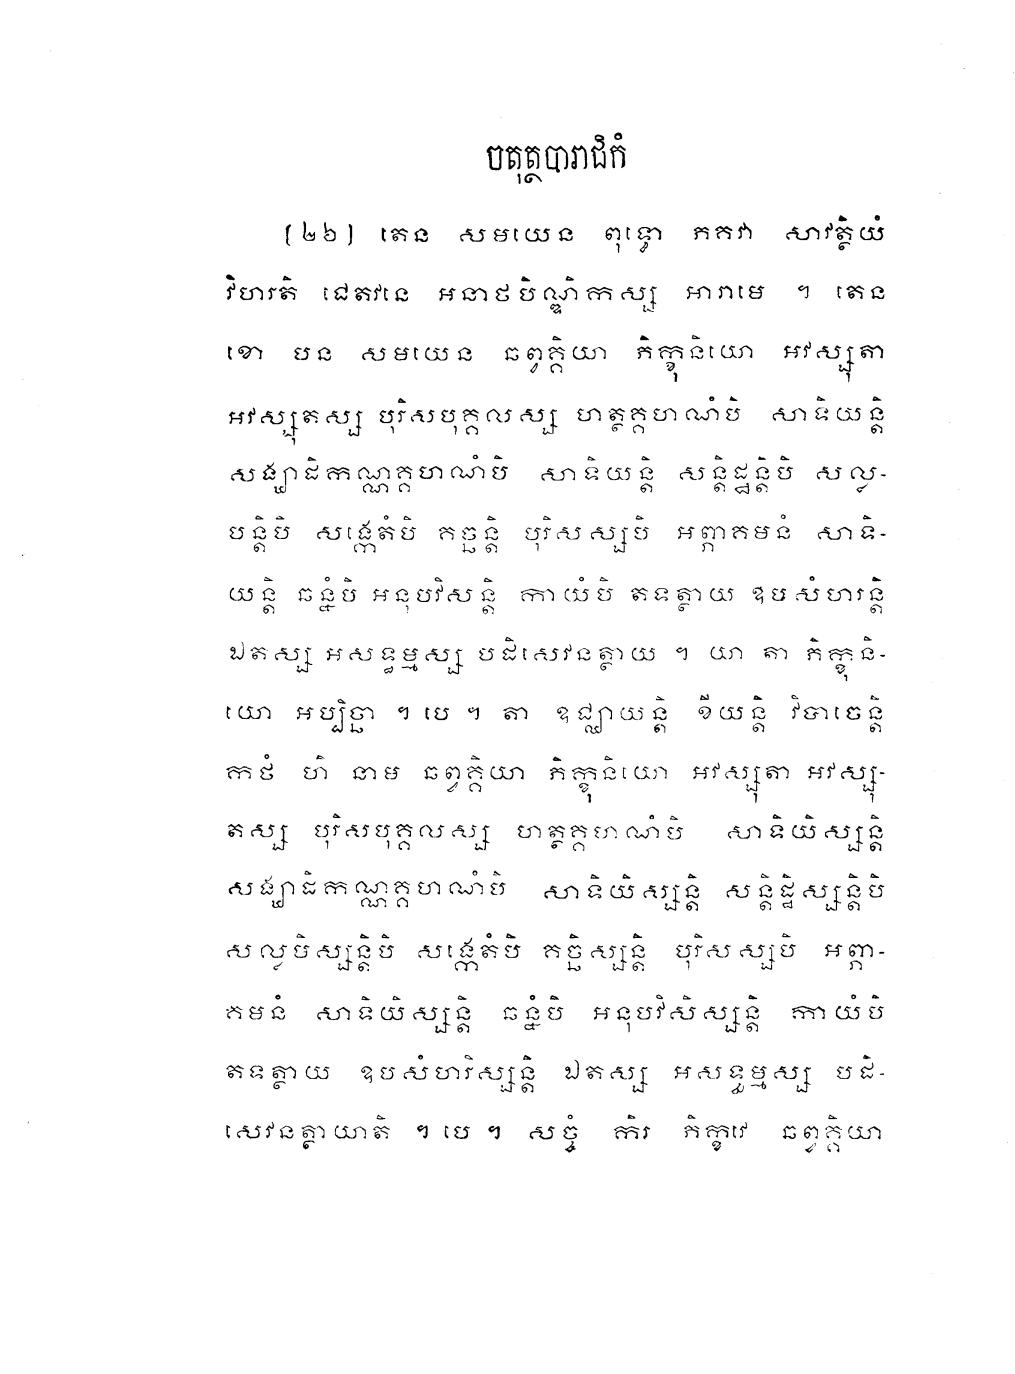 ចតុត្ថបារាជិកំ
(២៦) តេន សមយេន ពុទ្ធោ ភគវា សាវត្ថិយំ
វិហរតិ ជេតវនេ អនាថបិណ្ឌិកស្ស អារាមេ ។ តេន
ខោ បន សមយេន ឆព្វគ្គិយា ភិក្ខុនិយោ អវស្សុតា
អវស្សុតស្ស បុរិសបុគ្គលស្ស ហត្ថគ្គហណំបិ សាទិយន្តិ
សង្ឃាដិកណ្ណគ្គហណំបិ សាទិយន្តិ សន្តិដ្ឋន្តិបិ សល្ល-
បន្តិបិ សង្កេតំបិ គច្ឆន្តិ បុរិសស្សបិ អព្ភាគមនំ សាទិ-
យន្តិ ឆន្នំបិ អនុបវិសន្តិ កាយំបិ តទត្ថាយ ឧបសំហរន្តិ
ឯតស្ស អសទ្ធម្មស្ស បដិសេវនត្ថាយ ។ យា តា ភិក្ខុនិ-
យោ អប្បិច្ឆា ។ បេ ។ តា ឧជ្ឈាយន្តិ ខីយន្តិ វិបាចេន្តិ
កថំ ហិ នាម ឆព្វគ្គិយា ភិក្ខុនិយោ អវស្សុតា អវស្សុ-
តស្ស បុរិសបុគ្គលស្ស ហត្ថគ្គហណំបិ សាទិយិស្សន្តិ
សង្ឃាដិកណ្ណគ្គហណំបិ សាទិយិស្សន្តិ សន្តិដ្ឋិស្សន្តិបិ
សល្លបិស្សន្តិបិ សង្កេតំបិ គច្ឆិស្សន្តិ បុរិសស្សបិ អព្ភា-
គមនំ សាទិយិស្សន្តិ ឆន្នំបិ អនុបវិសិស្សន្តិ កាយំបិ
តទត្ថាយ ឧបសំហរិស្សន្តិ ឯតស្ស អសទ្ធម្មស្ស បដិ-
សេវនត្ថាយាតិ ។ បេ ។ សច្ចំ កិរ ភិក្ខវេ ឆព្វគ្គិយា